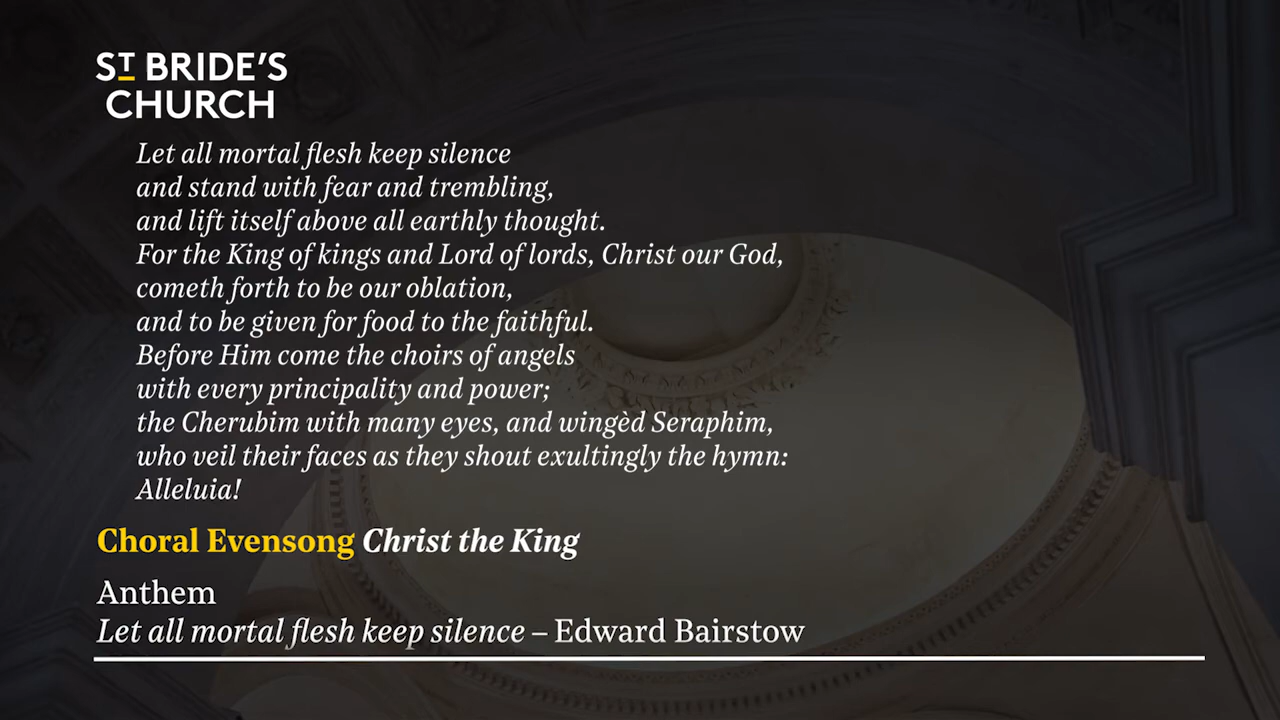 ST BRIDE'S
CHURCH
Let all mortal flesh keep silence
and stand with fear and trembling,
and lift itself above all earthly thought.
For the King of kings and Lord of lords, Christ our God,
cometh forth to be our oblation,
and to be given for food to the faithful.
Before Him come the choirs of angels
with every principality and power;
the Cherubim with many eyes, and wingèd Seraphim,
who veil their faces as they shout exultingly the hymn:
Alleluia!
Choral Evensong Christ the King
Anthem
Let all mortal flesh keep silence – Edward Bairstow